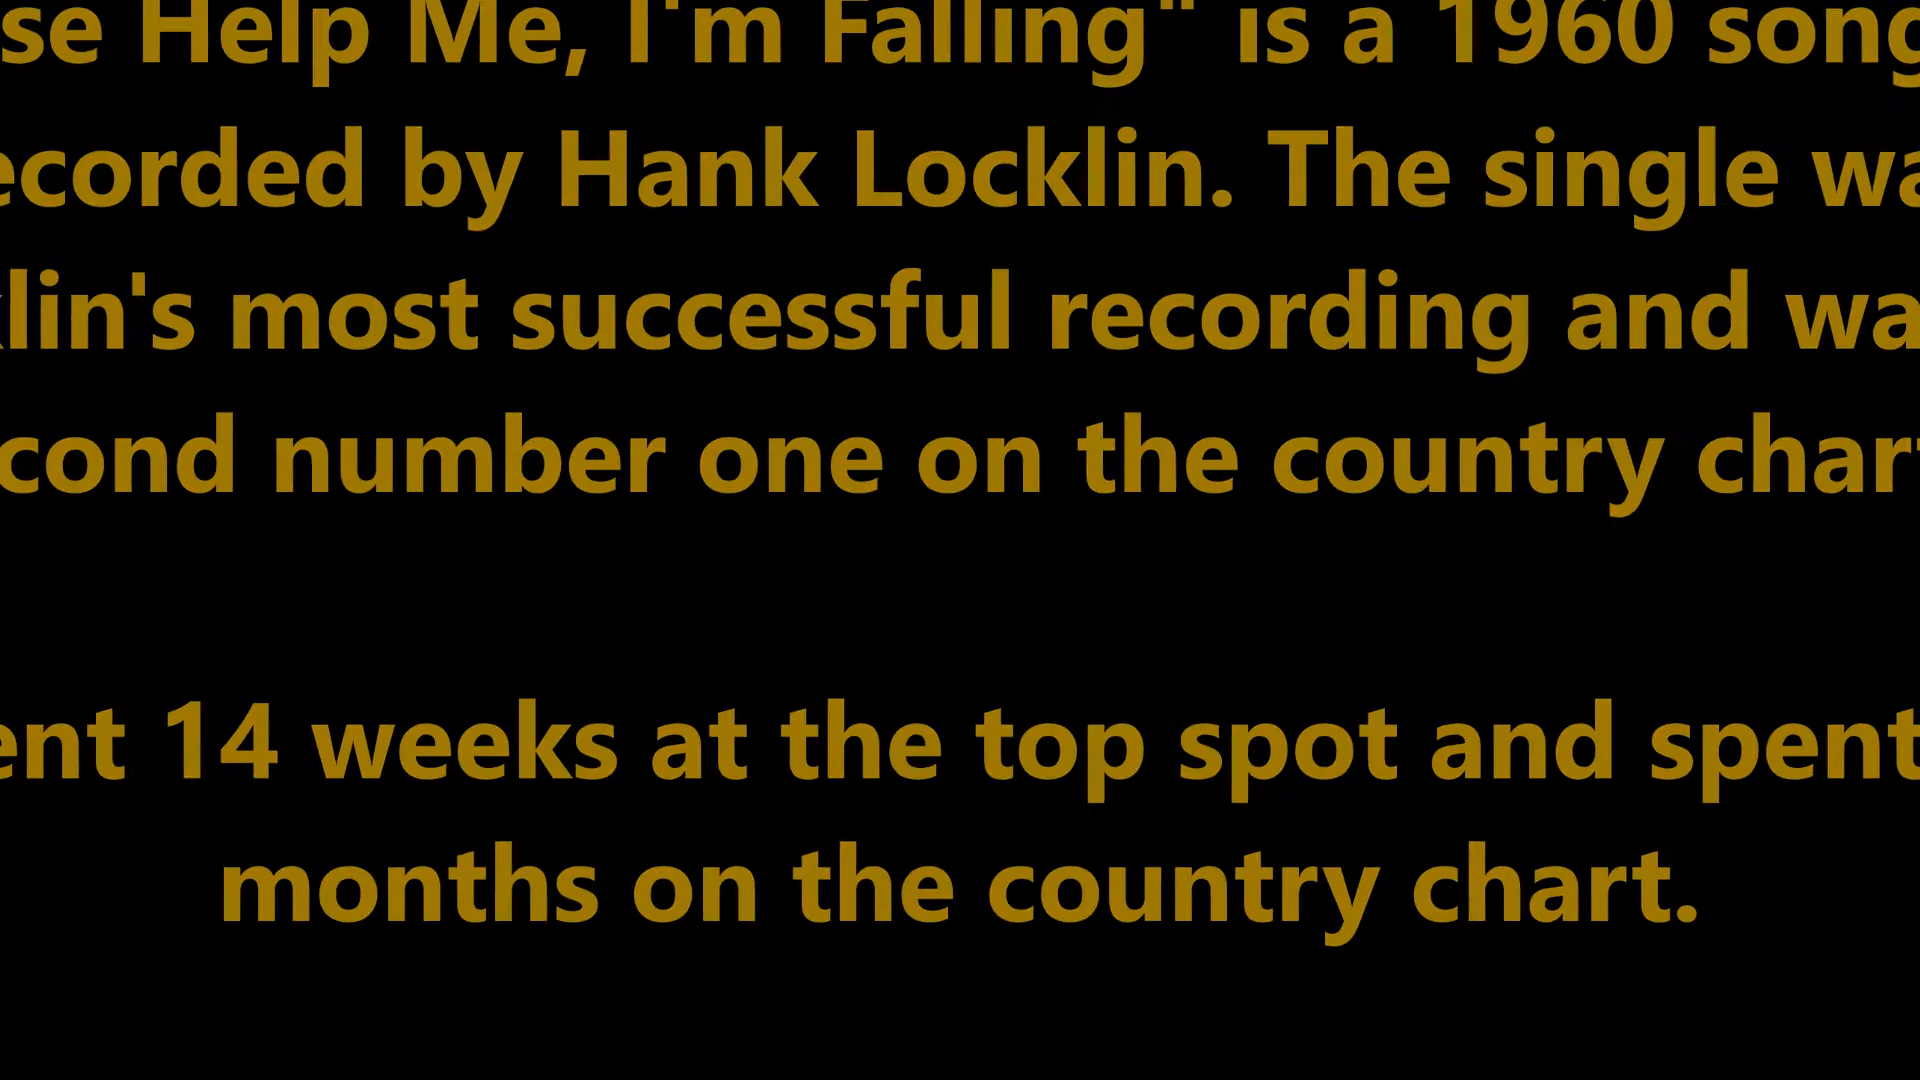 se Help Me, I'm Falling" is a 1960 song
ecorded by Hank Locklin. The single wa
klin's most successful recording and wa
cond number one on the country chart
ent 14 weeks at the top spot and spent
months on the country chart.